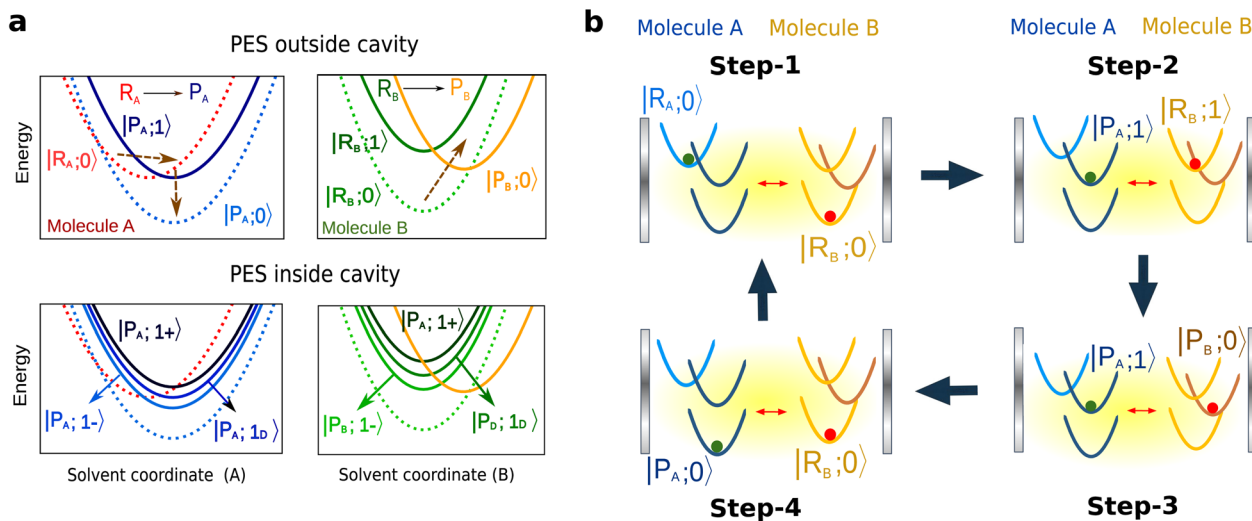 a
PES outside cavity
R_A → P_A
|P_A;1⟩
|R_A;0⟩
|P_A;0⟩
Molecule A
Energy
R_B → P_B
|R_B;1⟩
|P_B;0⟩
|R_B;0⟩
Molecule B
PES inside cavity
|P_A; 1+⟩
|P_A; 1-⟩
|P_A; 1_D⟩
Energy
Solvent coordinate (A)
|P_A; 1+⟩
|P_B; 1-⟩
|P_D; 1_D⟩
Solvent coordinate (B)
b
Molecule A Molecule B
Step-1
|R_A;0⟩
|R_B;0⟩
Molecule A Molecule B
Step-2
|P_A;1⟩
|R_B;1⟩
|P_A;1⟩
|P_B;0⟩
Step-3
|P_A;0⟩
|R_B;0⟩
Step-4